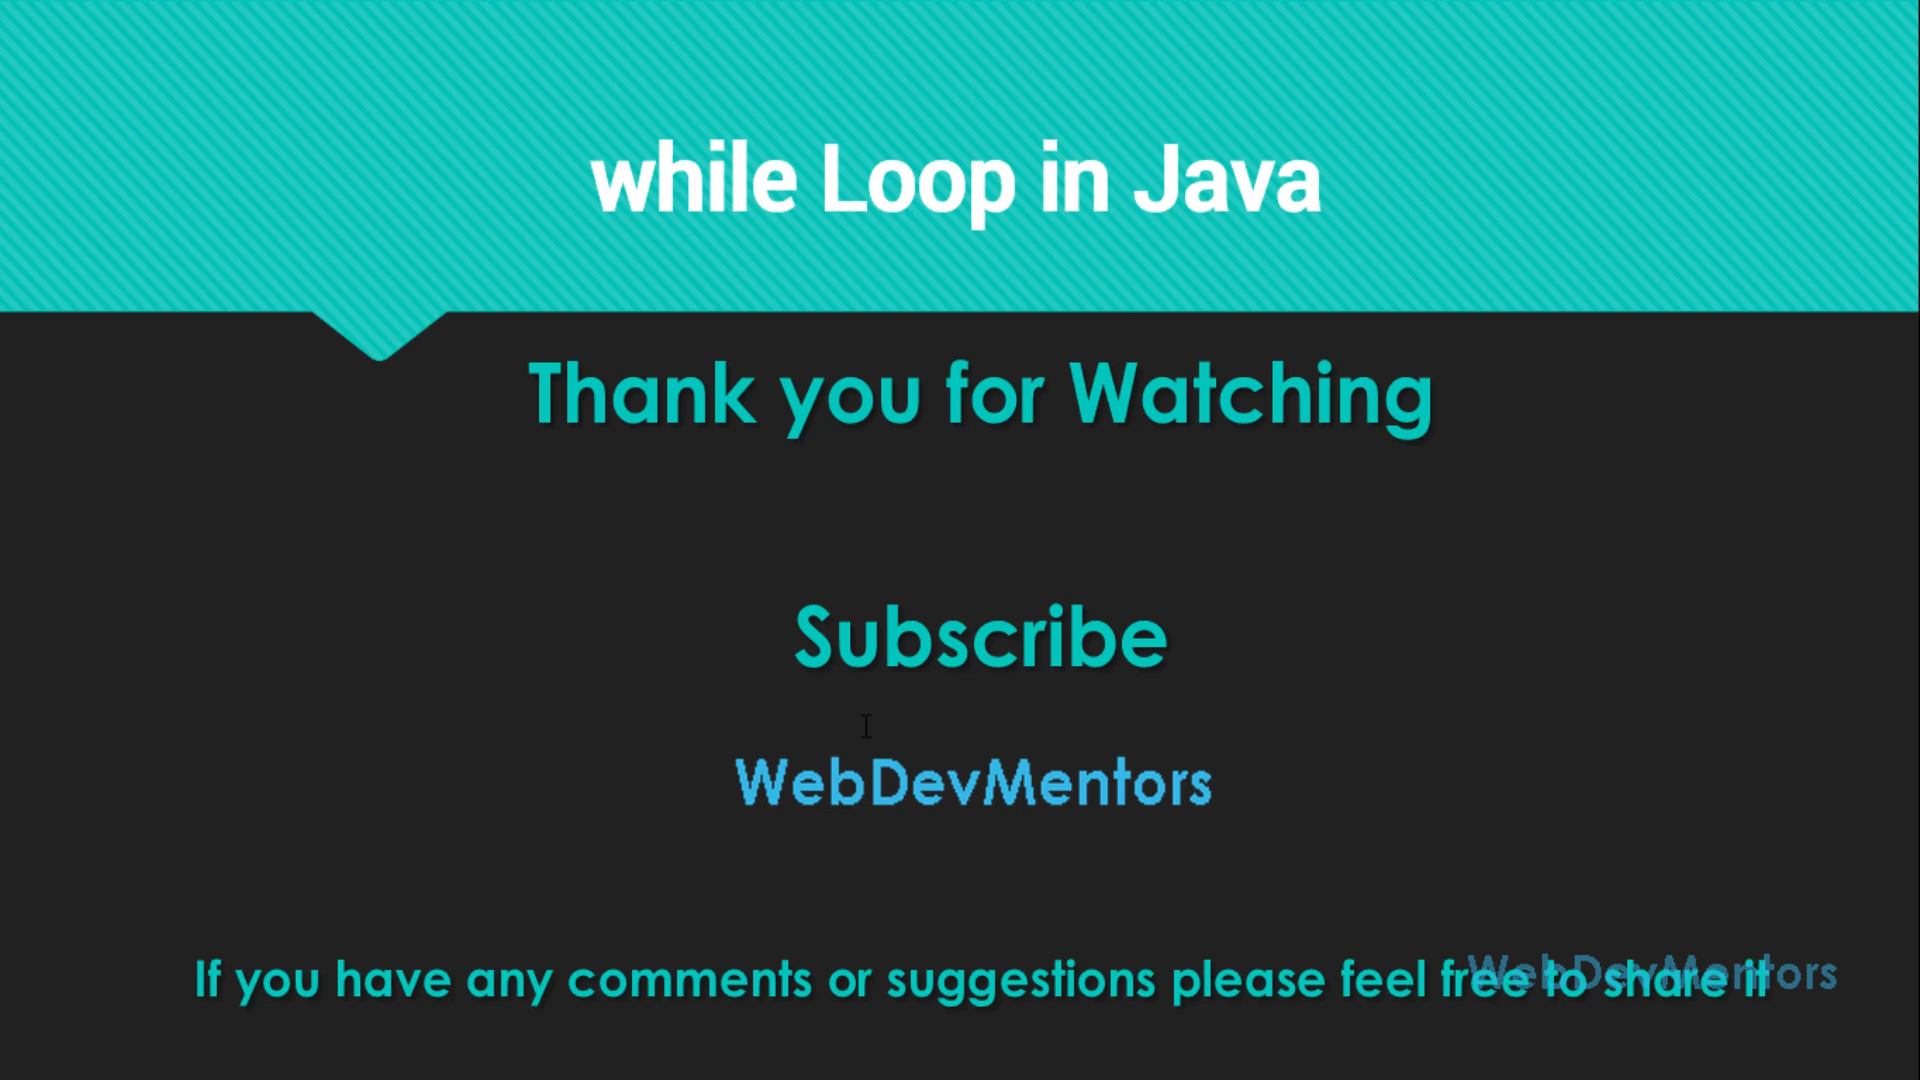 while Loop in Java
Thank you for Watching
Subscribe
WebDevMentors
If you have any comments or suggestions please feel free to share it
WebDevMentors